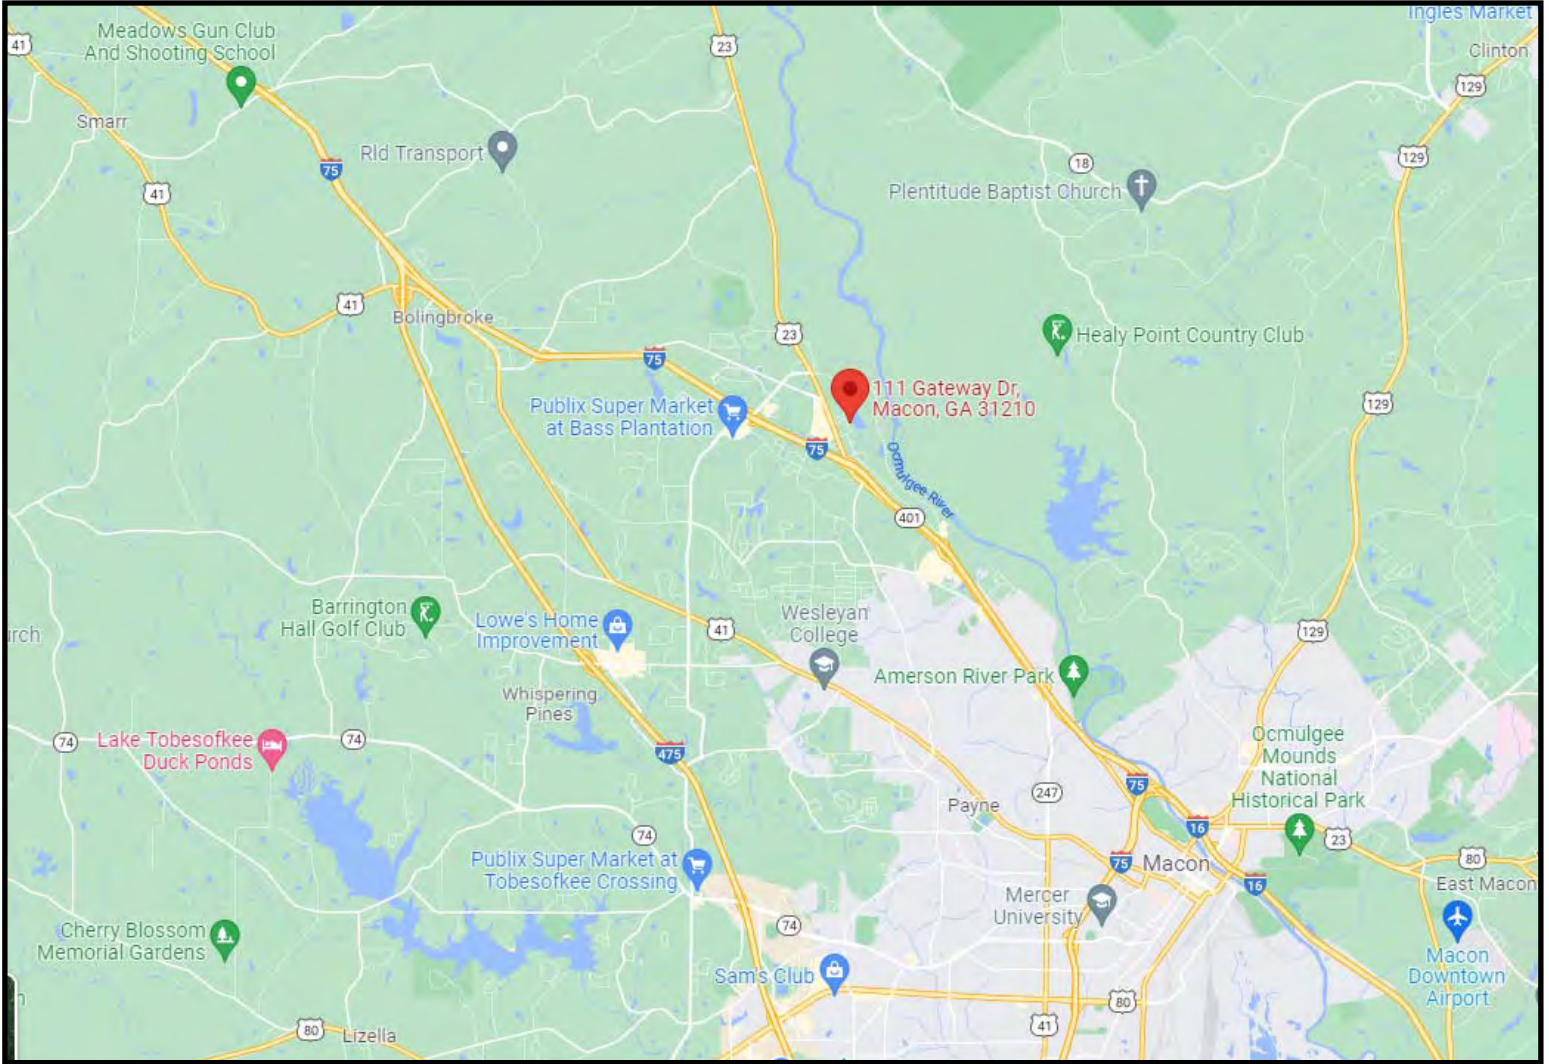 Ingles Market
Meadows Gun Club
And Shooting School
41
23
Clinton
129
Smarr
Rld Transport
75
129
18
Plentitude Baptist Church
41
41
Bolingbroke
23
Healy Point Country Club
75
111 Gateway Dr,
Macon, GA 31210
129
Publix Super Market
at Bass Plantation
75
Ocmulgee River
401
Barrington
Hall Golf Club
Lowe's Home
Improvement
Wesleyan
College
41
129
urch
Amerson River Park
Whispering
Pines
74
Lake Tobesofkee
Duck Ponds
74
475
Ocmulgee
Mounds
National
Historical Park
75
247
Payne
16
23
74
Publix Super Market at
Tobesofkee Crossing
75
Macon
80
East Macon
16
Mercer
University
74
Cherry Blossom
Memorial Gardens
Macon
Downtown
Airport
Sam's Club
80
n
80
Lizella
41